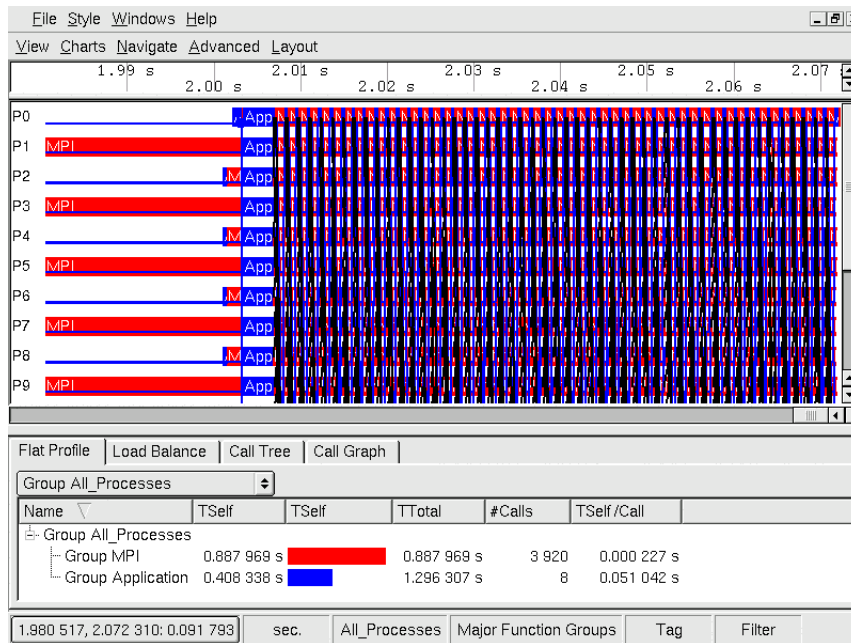 File Style Windows Help
View Charts Navigate Advanced Layout
1.99 s 2.01 s 2.03 s 2.05 s 2.07
2.00 s 2.02 s 2.04 s 2.06 s
P0 App
P1 MPI App
P2 M App
P3 MPI App
P4 M App
P5 MPI App
P6 M App
P7 MPI App
P8 M App
P9 MPI App
Flat Profile Load Balance Call Tree Call Graph
Group All_Processes
Name TSelf TSelf TTotal #Calls TSelf/Call
Group All_Processes
Group MPI 0.887 969 s 0.887 969 s 3 920 0.000 227 s
Group Application 0.408 338 s 1.296 307 s 8 0.051 042 s
1.980 517, 2.072 310: 0.091 793 sec. All_Processes Major Function Groups Tag Filter